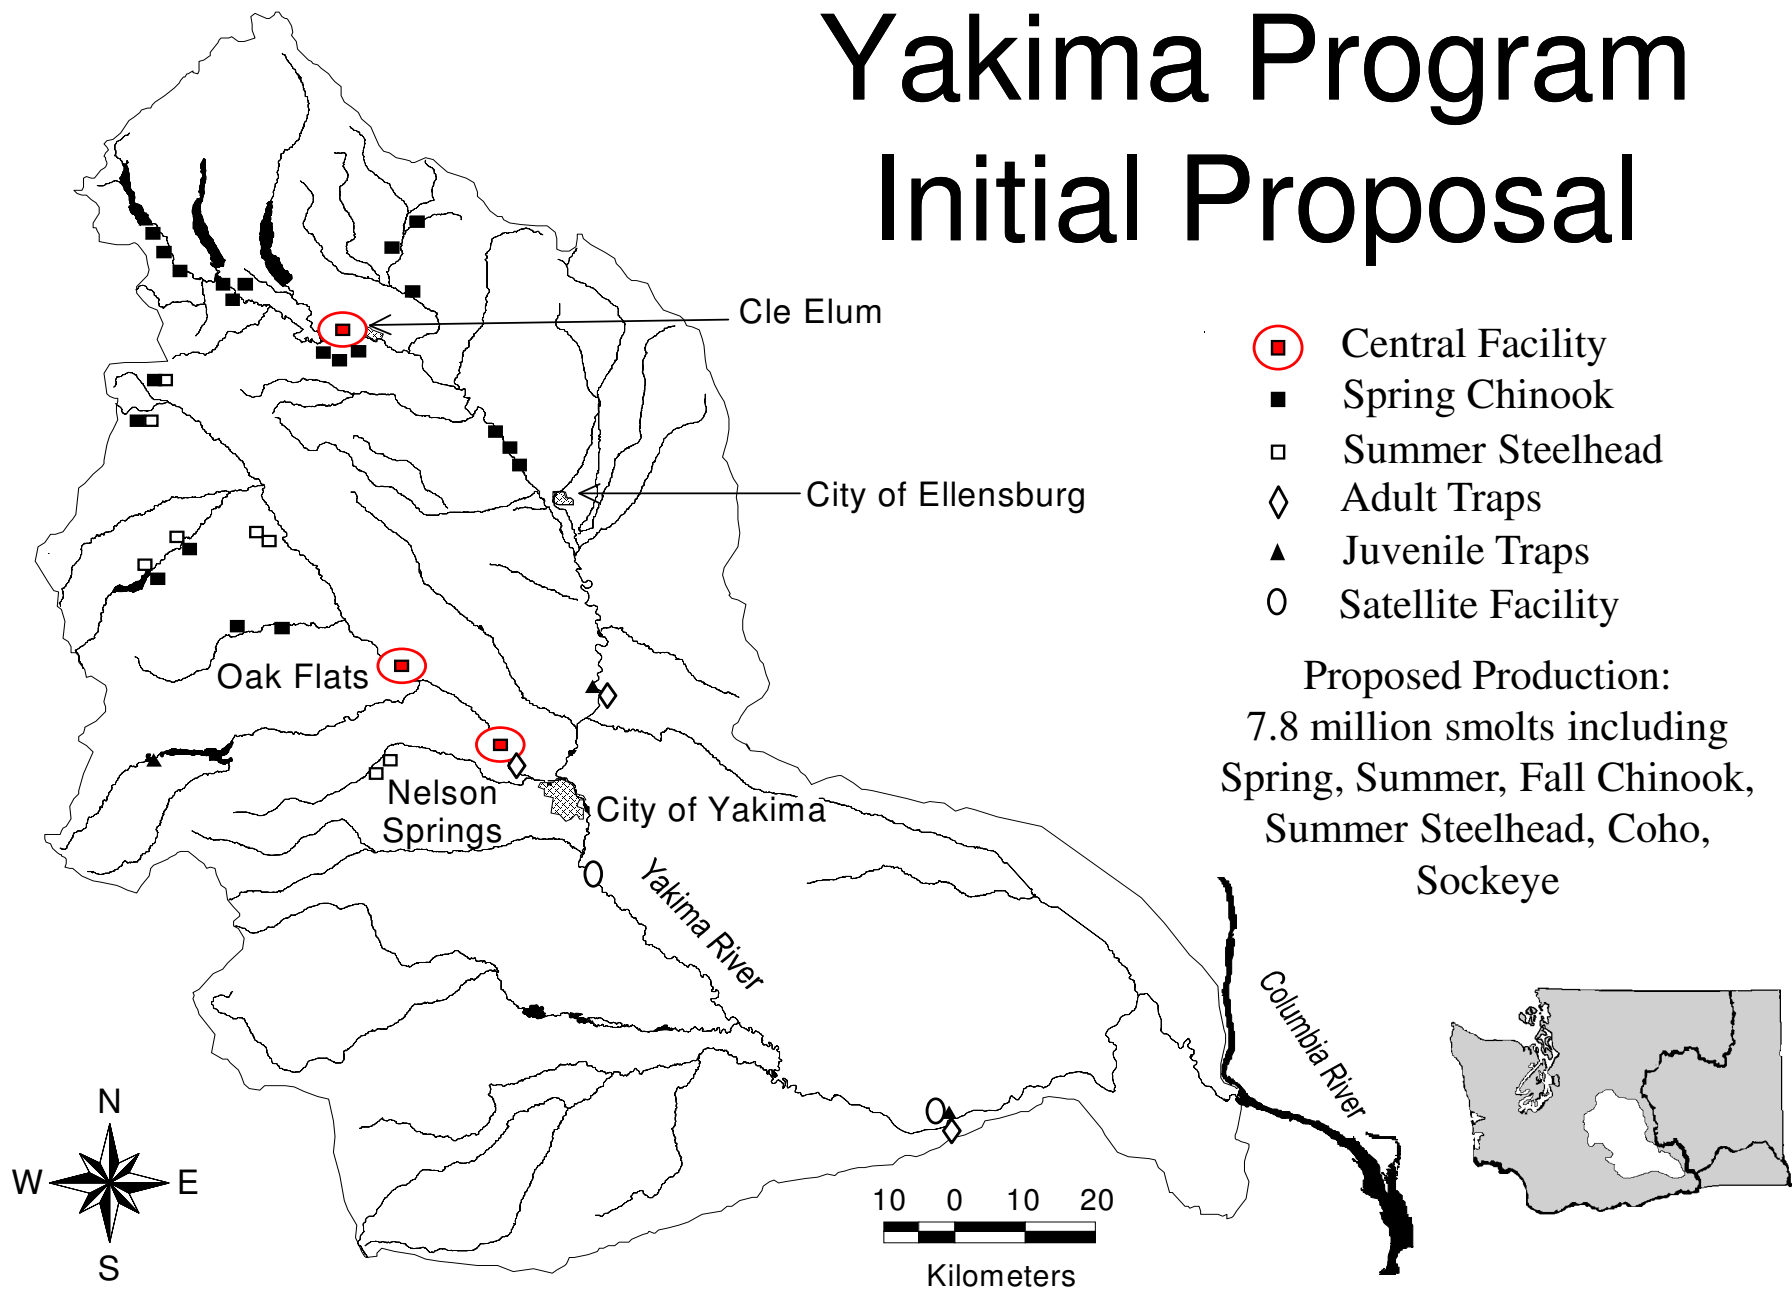 Yakima Program
Initial Proposal
Cle Elum
City of Ellensburg
Oak Flats
Nelson
Springs
City of Yakima
Yakima River
Columbia River
Central Facility
Spring Chinook
Summer Steelhead
Adult Traps
Juvenile Traps
Satellite Facility
Proposed Production:
7.8 million smolts including
Spring, Summer, Fall Chinook,
Summer Steelhead, Coho,
Sockeye
N
W E
S
10 0 10 20
Kilometers